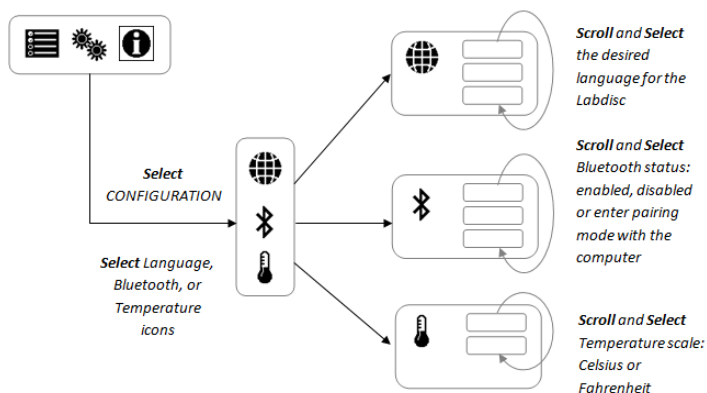 Select
CONFIGURATION
Select Language,
Bluetooth, or
Temperature
icons
Scroll and Select
the desired
language for the
Labdisc
Scroll and Select
Bluetooth status:
enabled, disabled
or enter pairing
mode with the
computer
Scroll and Select
Temperature scale:
Celsius or
Fahrenheit